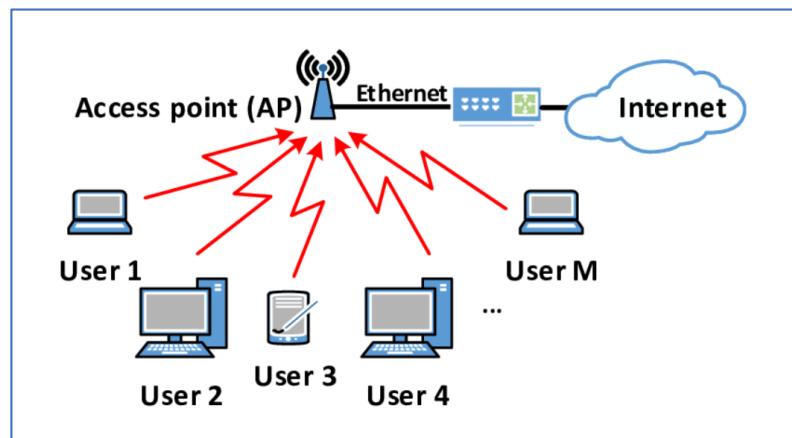 Ethernet
Access point (AP)
Internet
User 1
User M
...
User 2
User 3
User 4